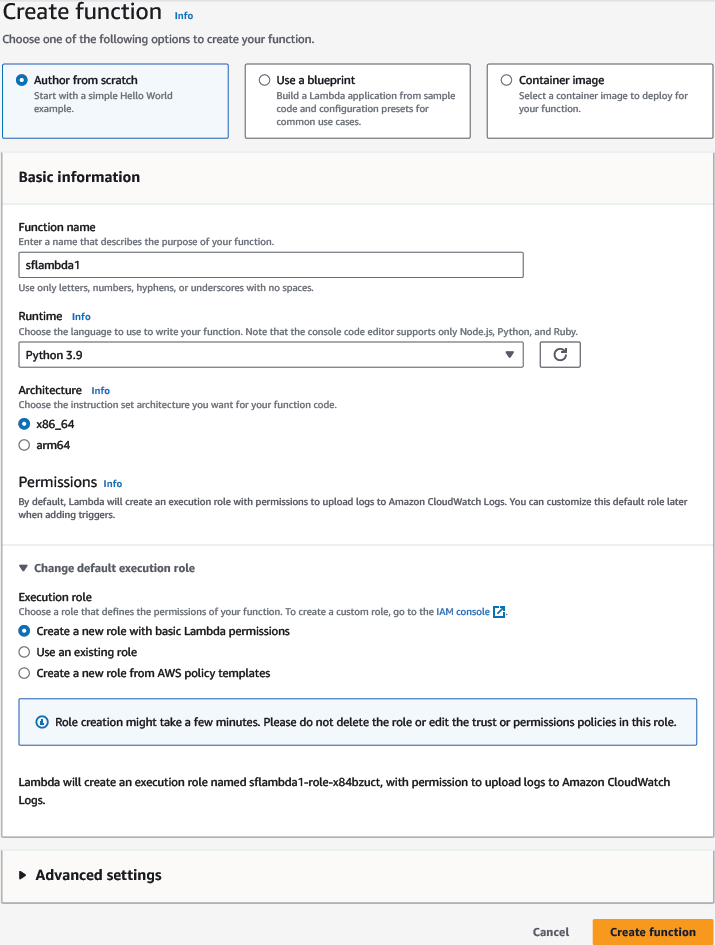 Create function Info
Choose one of the following options to create your function.
Author from scratch
Start with a simple Hello World
example.
Use a blueprint
Build a Lambda application from sample
code and configuration presets for
common use cases.
Container image
Select a container image to deploy for
your function.
Basic information
Function name
Enter a name that describes the purpose of your function.
sflambda1
Use only letters, numbers, hyphens, or underscores with no spaces.
Runtime Info
Choose the language to use to write your function. Note that the console code editor supports only Node.js, Python, and Ruby.
Python 3.9
Architecture Info
Choose the instruction set architecture you want for your function code.
x86_64
arm64
Permissions Info
By default, Lambda will create an execution role with permissions to upload logs to Amazon CloudWatch Logs. You can customize this default role later
when adding triggers.
Change default execution role
Execution role
Choose a role that defines the permissions of your function. To create a custom role, go to the IAM console.
Create a new role with basic Lambda permissions
Use an existing role
Create a new role from AWS policy templates
Role creation might take a few minutes. Please do not delete the role or edit the trust or permissions policies in this role.
Lambda will create an execution role named sflambda1-role-x84bzuct, with permission to upload logs to Amazon CloudWatch
Logs.
Advanced settings
Cancel Create function